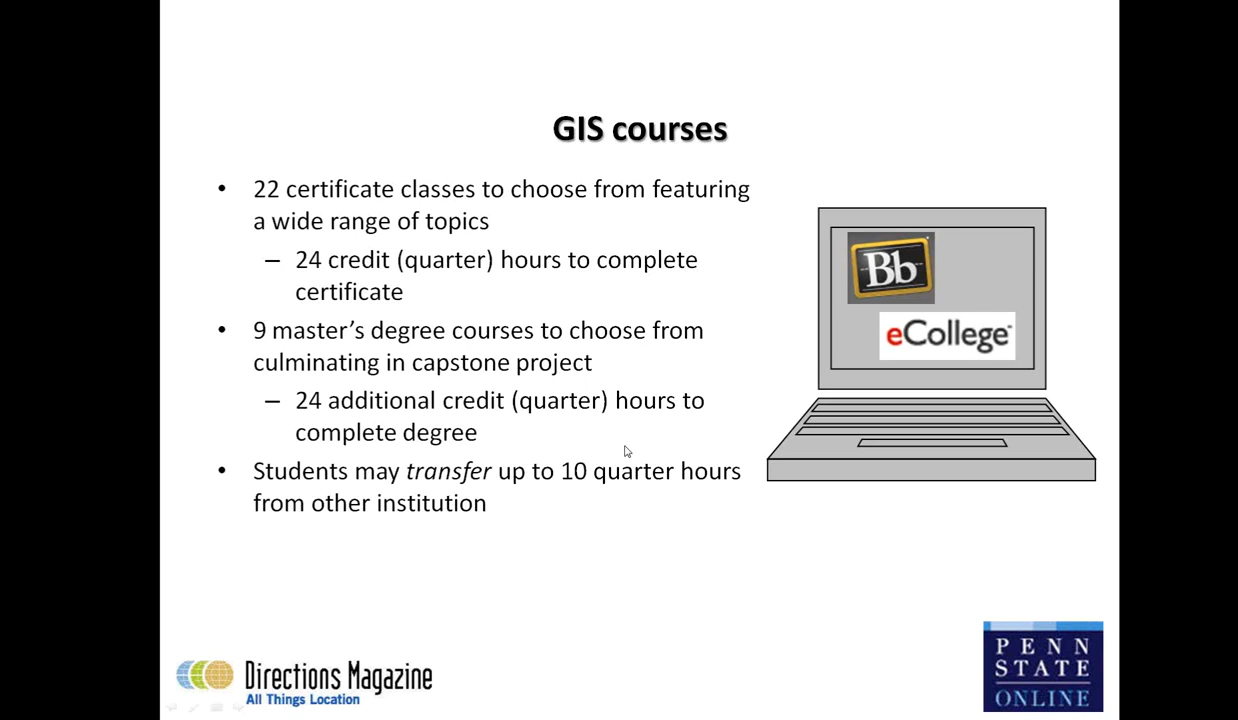 GIS courses
• 22 certificate classes to choose from featuring
a wide range of topics
– 24 credit (quarter) hours to complete
certificate
• 9 master's degree courses to choose from
culminating in capstone project
– 24 additional credit (quarter) hours to
complete degree
• Students may transfer up to 10 quarter hours
from other institution
Bb
eCollege
Directions Magazine
All Things Location
PENN
STATE
ONLINE